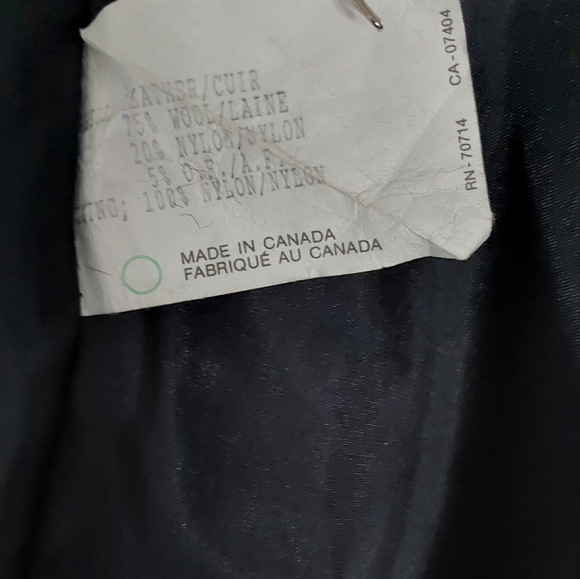 LEATHER/CUIR
75% WOOL/LAINE
20% NYLON/NYLON
5% O.F./A.F.
100% NYLON/NYLON
MADE IN CANADA
FABRIQUÉ AU CANADA
RN-70714 CA-07404